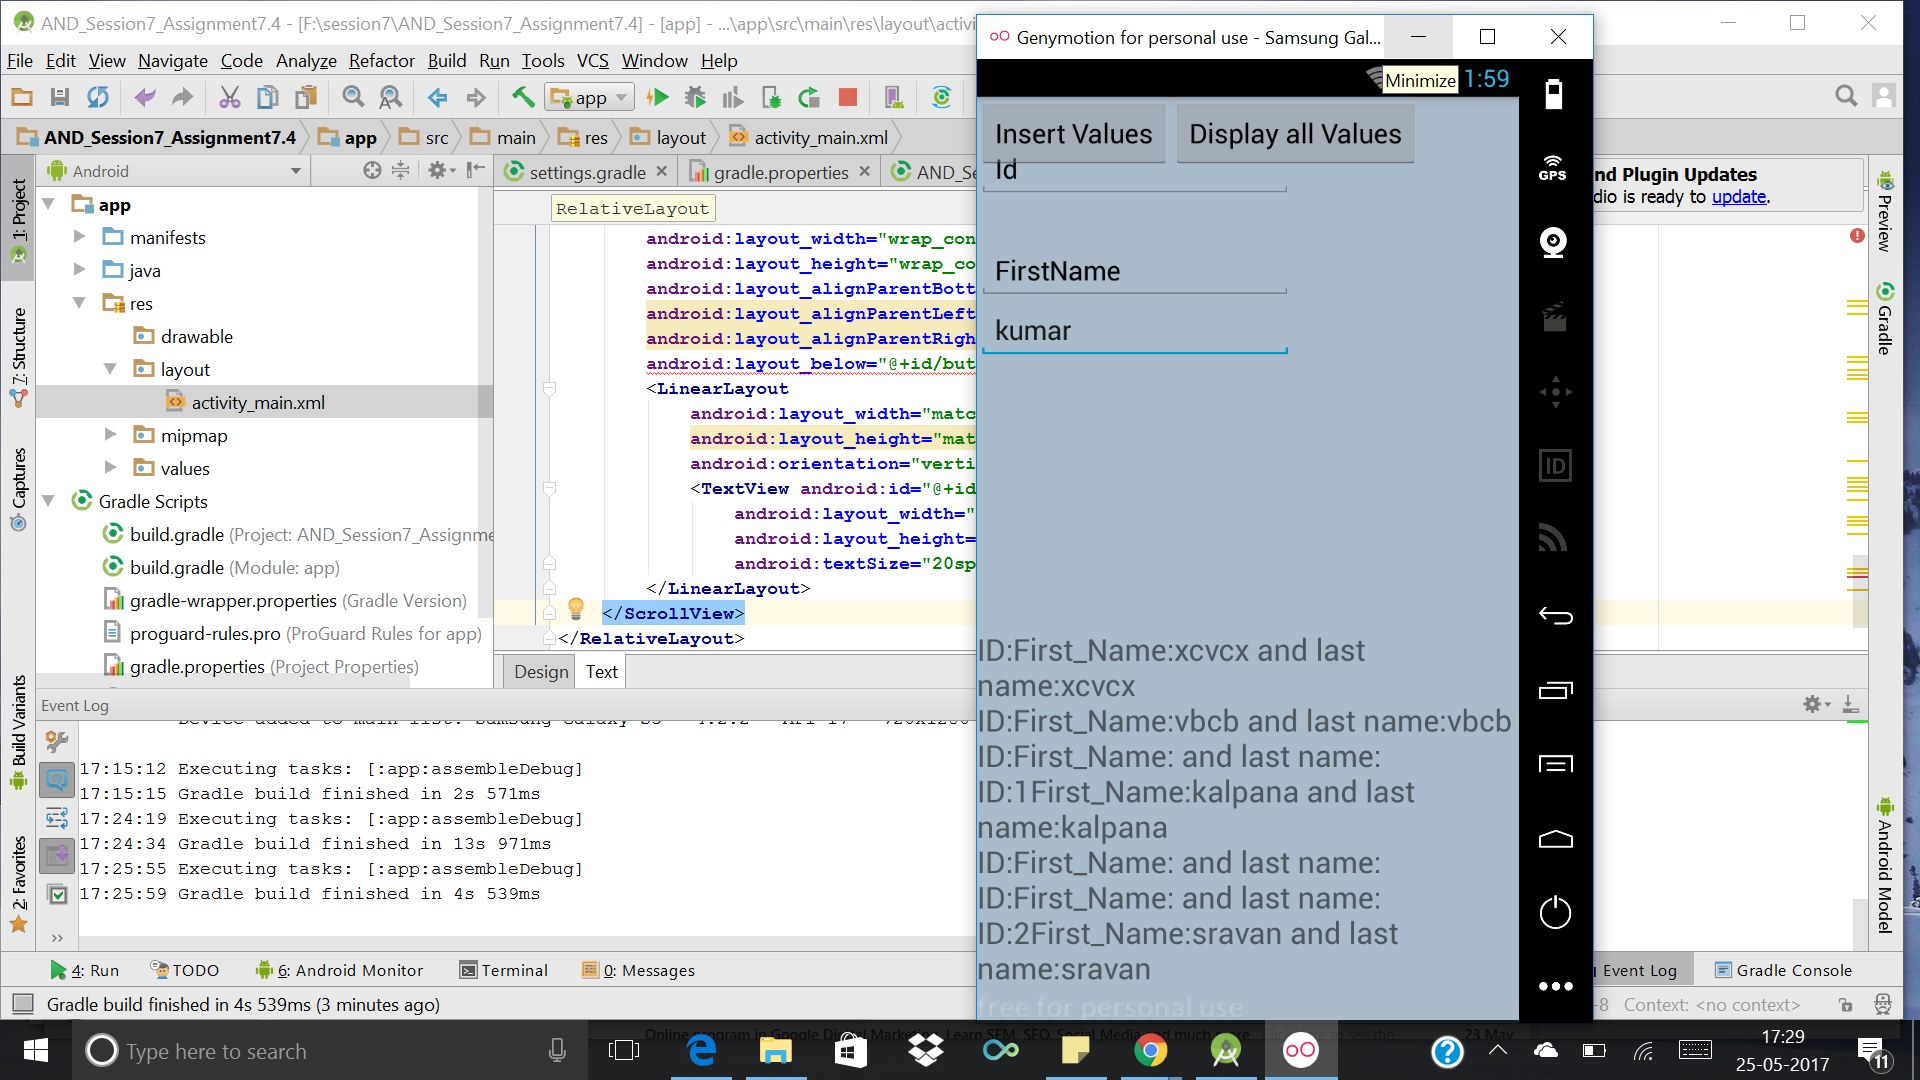 AND_Session7_Assignment7.4 - [F:\session7\AND_Session7_Assignment7.4] - [app] - ...\app\src\main\res\layout\activi
File Edit View Navigate Code Analyze Refactor Build Run Tools VCS Window Help
app
AND_Session7_Assignment7.4 app src main res layout activity_main.xml
Android
settings.gradle gradle.properties AND_Se
1: Project
7: Structure
Captures
Build Variants
2: Favorites
app
manifests
java
res
drawable
layout
activity_main.xml
mipmap
values
Gradle Scripts
build.gradle (Project: AND_Session7_Assignme
build.gradle (Module: app)
gradle-wrapper.properties (Gradle Version)
proguard-rules.pro (ProGuard Rules for app)
gradle.properties (Project Properties)
RelativeLayout
android:layout_width="wrap_con
android:layout_height="wrap_co
android:layout_alignParentBott
android:layout_alignParentLeft
android:layout_alignParentRigh
android:layout_below="@+id/but
<LinearLayout
android:layout_width="matc
android:layout_height="mat
android:orientation="verti
<TextView android:id="@+id
android:layout_width="
android:layout_height=
android:textSize="20sp
</LinearLayout>
</ScrollView>
</RelativeLayout>
Design Text
Event Log
17:15:12 Executing tasks: [:app:assembleDebug]
17:15:15 Gradle build finished in 2s 571ms
17:24:19 Executing tasks: [:app:assembleDebug]
17:24:34 Gradle build finished in 13s 971ms
17:25:55 Executing tasks: [:app:assembleDebug]
17:25:59 Gradle build finished in 4s 539ms
4: Run TODO 6: Android Monitor Terminal 0: Messages
Gradle build finished in 4s 539ms (3 minutes ago)
Genymotion for personal use - Samsung Gal...
Minimize 1:59
Insert Values Display all Values
Id
FirstName
kumar
ID:First_Name:xcvcx and last
name:xcvcx
ID:First_Name:vbcb and last name:vbcb
ID:First_Name: and last name:
ID:1First_Name:kalpana and last
name:kalpana
ID:First_Name: and last name:
ID:First_Name: and last name:
ID:2First_Name:sravan and last
name:sravan
free for personal use
GPS
ID
nd Plugin Updates
dio is ready to update.
Preview
Gradle
Android Model
Event Log Gradle Console
-8 Context: <no context>
Type here to search
17:29
25-05-2017
11